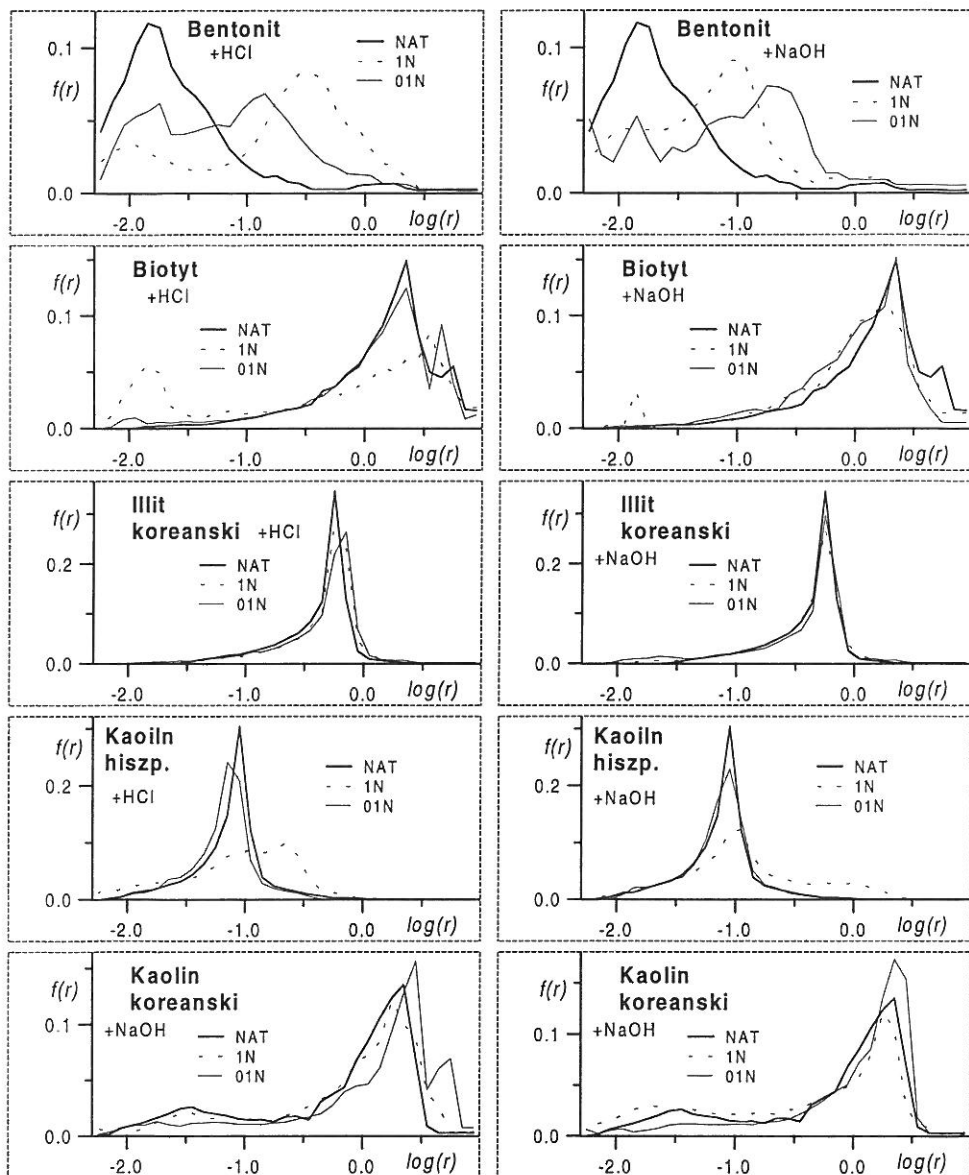 Bentonit
+HCl
0.1
f(r)
NAT
1N
01N
0.0
-2.0 -1.0 0.0 log(r)
Bentonit
+NaOH
0.1
f(r)
NAT
1N
01N
0.0
-2.0 -1.0 0.0 log(r)
f(r)
Biotyt
+HCl
0.1
NAT
1N
01N
0.0
-2.0 -1.0 0.0 log(r)
f(r)
Biotyt
+NaOH
0.1
NAT
1N
01N
0.0
-2.0 -1.0 0.0 log(r)
f(r)
Illit
koreanski +HCl
0.2
NAT
1N
01N
0.0
-2.0 -1.0 0.0 log(r)
f(r)
Illit
koreanski
+NaOH
0.2
NAT
1N
01N
0.0
-2.0 -1.0 0.0 log(r)
f(r)
Kaoiln
hiszp.
+HCl
0.2
NAT
1N
01N
0.0
-2.0 -1.0 0.0 log(r)
f(r)
Kaoiln
hiszp.
+NaOH
0.2
NAT
1N
01N
0.0
-2.0 -1.0 0.0 log(r)
f(r)
Kaolin
koreanski
+NaOH
0.1
NAT
1N
01N
0.0
-2.0 -1.0 0.0 log(r)
f(r)
Kaolin
koreanski
+NaOH
0.1
NAT
1N
01N
0.0
-2.0 -1.0 0.0 log(r)